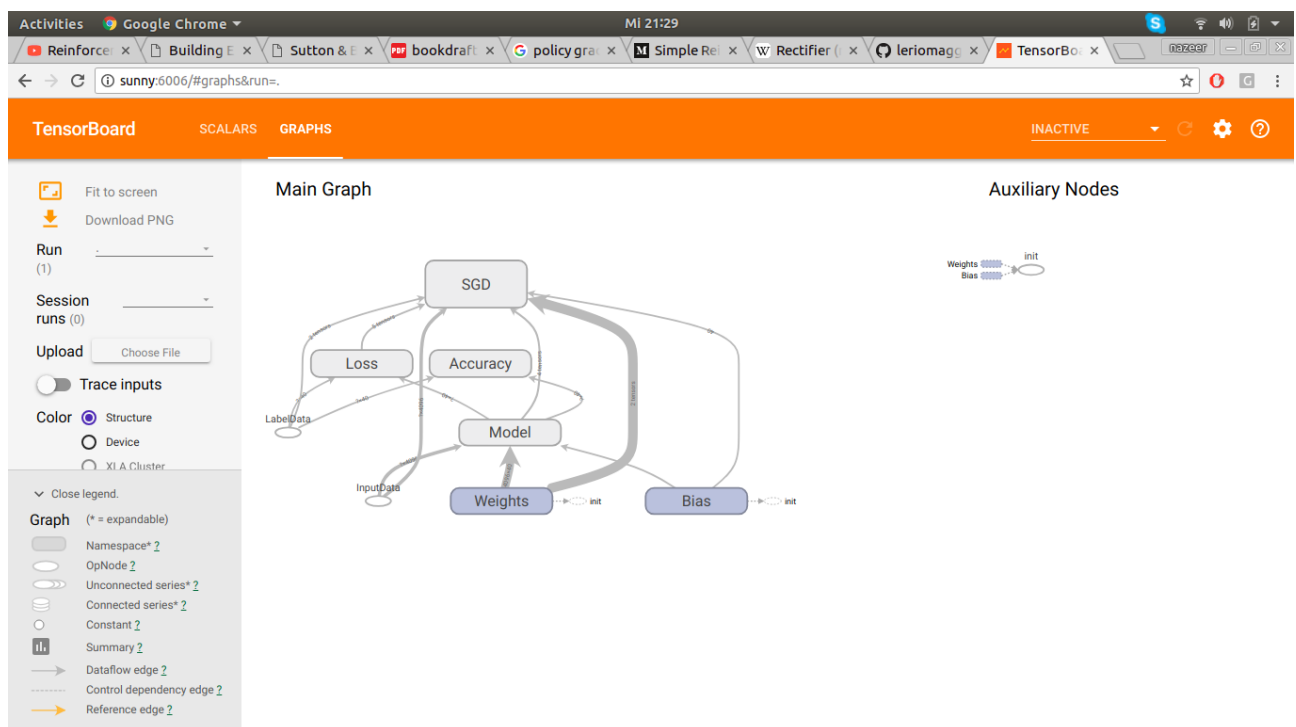 Activities Google Chrome Mi 21:29
Reinforce Building E Sutton & B bookdraft policy grad Simple Rei Rectifier ( leriomagg TensorBoa nazeer
sunny:6006/#graphs&run=.
TensorBoard SCALARS GRAPHS INACTIVE
Fit to screen
Download PNG
Run .
(1)
Session
runs (0)
Upload Choose File
Trace inputs
Color Structure
Device
XLA Cluster
Close legend.
Graph (* = expandable)
Namespace* ?
OpNode ?
Unconnected series* ?
Connected series* ?
Constant ?
Summary ?
Dataflow edge ?
Control dependency edge ?
Reference edge ?
Main Graph
SGD
Loss
Accuracy
LabelData
Model
InputData
Weights
init
Bias
init
2 tensors
Auxiliary Nodes
init
Weights
Bias